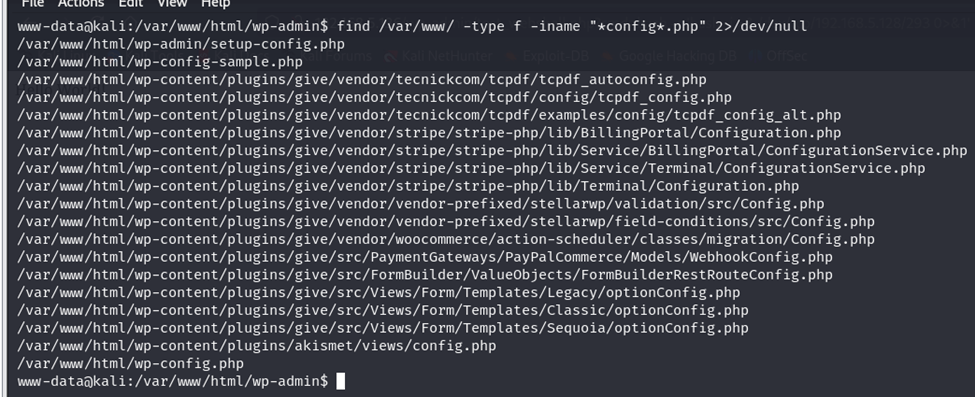 File Actions Edit View Help
www-data@kali:/var/www/html/wp-admin$ find /var/www/ -type f -iname "*config*.php" 2>/dev/null
/var/www/html/wp-admin/setup-config.php
/var/www/html/wp-config-sample.php
/var/www/html/wp-content/plugins/give/vendor/tecnickcom/tcpdf/tcpdf_autoconfig.php
/var/www/html/wp-content/plugins/give/vendor/tecnickcom/tcpdf/config/tcpdf_config.php
/var/www/html/wp-content/plugins/give/vendor/tecnickcom/tcpdf/examples/config/tcpdf_config_alt.php
/var/www/html/wp-content/plugins/give/vendor/stripe/stripe-php/lib/BillingPortal/Configuration.php
/var/www/html/wp-content/plugins/give/vendor/stripe/stripe-php/lib/Service/BillingPortal/ConfigurationService.php
/var/www/html/wp-content/plugins/give/vendor/stripe/stripe-php/lib/Service/Terminal/ConfigurationService.php
/var/www/html/wp-content/plugins/give/vendor/stripe/stripe-php/lib/Terminal/Configuration.php
/var/www/html/wp-content/plugins/give/vendor/vendor-prefixed/stellarwp/validation/src/Config.php
/var/www/html/wp-content/plugins/give/vendor/vendor-prefixed/stellarwp/field-conditions/src/Config.php
/var/www/html/wp-content/plugins/give/vendor/woocommerce/action-scheduler/classes/migration/Config.php
/var/www/html/wp-content/plugins/give/src/PaymentGateways/PayPalCommerce/Models/WebhookConfig.php
/var/www/html/wp-content/plugins/give/src/FormBuilder/ValueObjects/FormBuilderRestRouteConfig.php
/var/www/html/wp-content/plugins/give/src/Views/Form/Templates/Legacy/optionConfig.php
/var/www/html/wp-content/plugins/give/src/Views/Form/Templates/Classic/optionConfig.php
/var/www/html/wp-content/plugins/give/src/Views/Form/Templates/Sequoia/optionConfig.php
/var/www/html/wp-content/plugins/akismet/views/config.php
/var/www/html/wp-config.php
www-data@kali:/var/www/html/wp-admin$
Kali NetHunter Exploit-DB Google Hacking DB OffSec